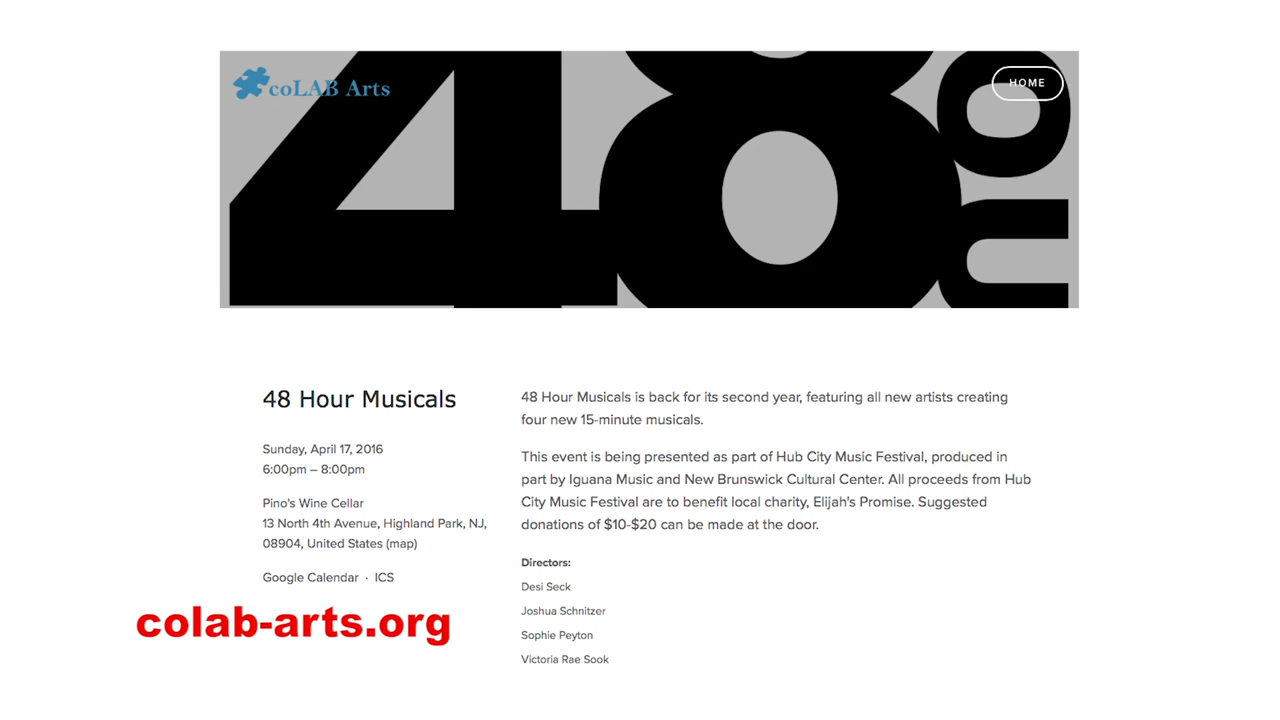 coLAB Arts
HOME
48
48 Hour Musicals
Sunday, April 17, 2016
6:00pm – 8:00pm
Pino's Wine Cellar
13 North 4th Avenue, Highland Park, NJ,
08904, United States (map)
Google Calendar · ICS
colab-arts.org
48 Hour Musicals is back for its second year, featuring all new artists creating
four new 15-minute musicals.
This event is being presented as part of Hub City Music Festival, produced in
part by Iguana Music and New Brunswick Cultural Center. All proceeds from Hub
City Music Festival are to benefit local charity, Elijah's Promise. Suggested
donations of $10-$20 can be made at the door.
Directors:
Desi Seck
Joshua Schnitzer
Sophie Peyton
Victoria Rae Sook